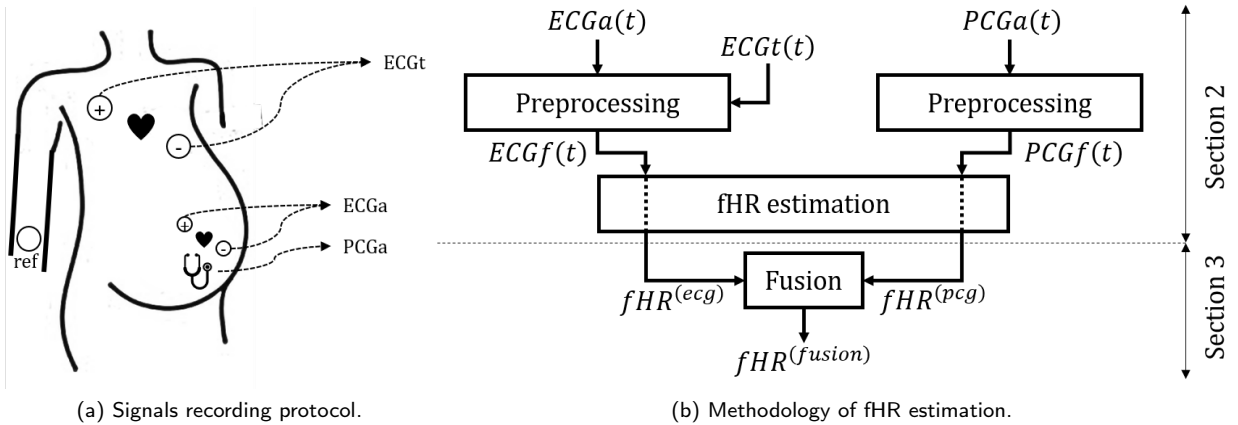 ECGt
+
-
ECGa
+
-
PCGa
ref
(a) Signals recording protocol.
ECGa(t)
ECGt(t)
PCGa(t)
Preprocessing
Preprocessing
ECGf(t)
PCGf(t)
fHR estimation
Fusion
fHR^(ecg)
fHR^(pcg)
fHR^(fusion)
Section 2
Section 3
(b) Methodology of fHR estimation.